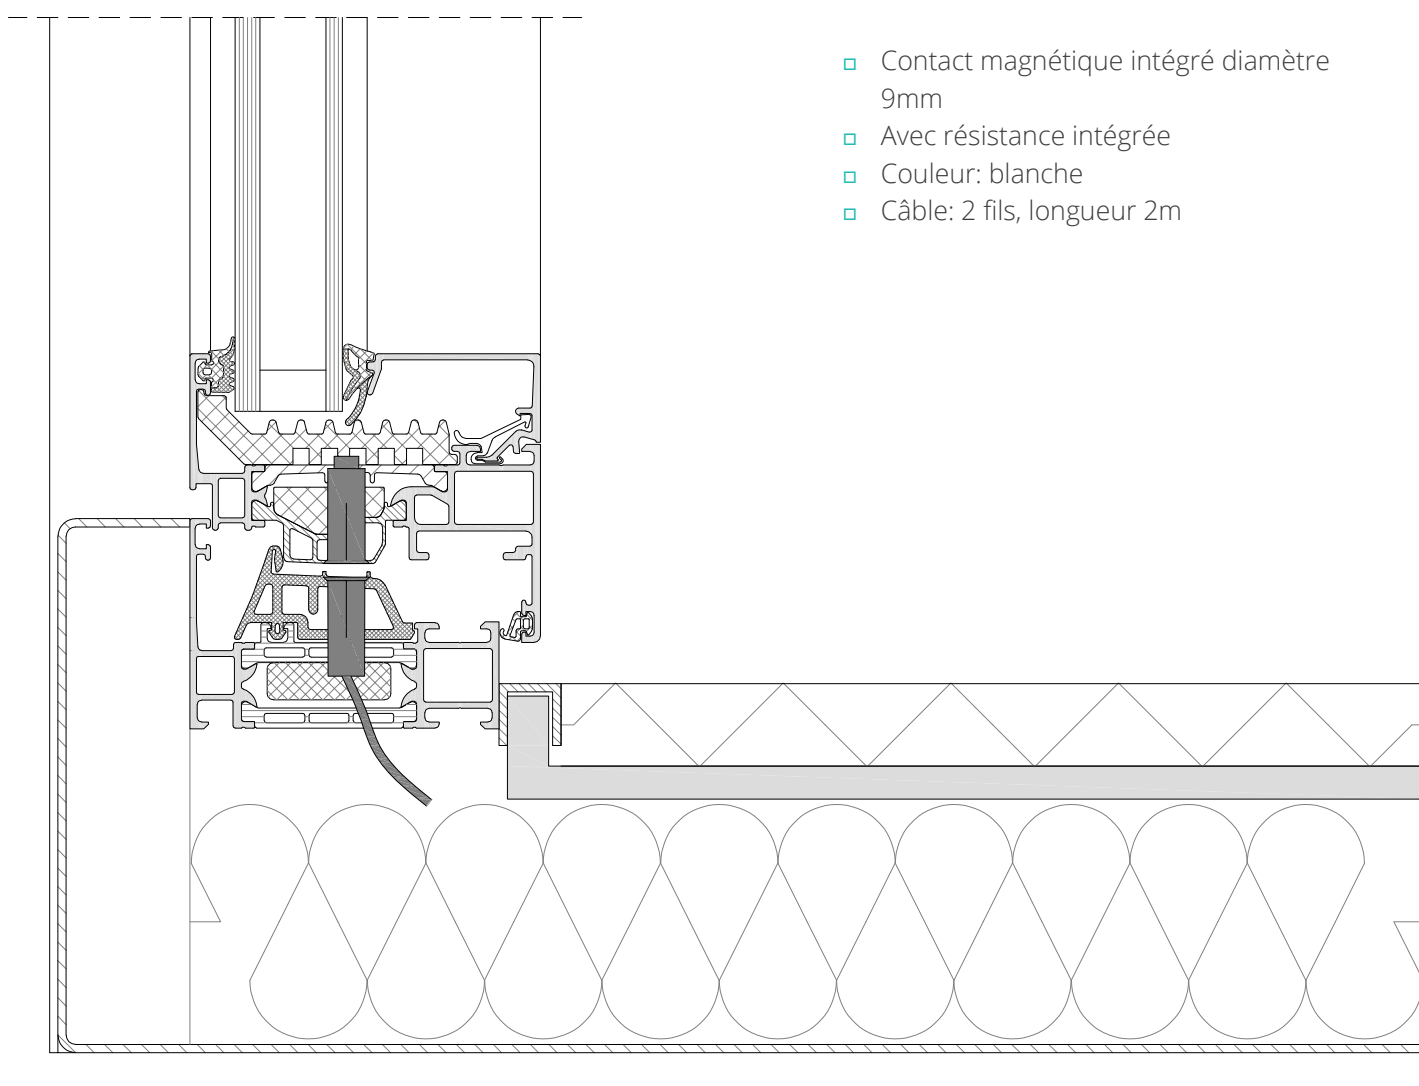 Contact magnétique intégré diamètre
9mm
Avec résistance intégrée
Couleur: blanche
Câble: 2 fils, longueur 2m